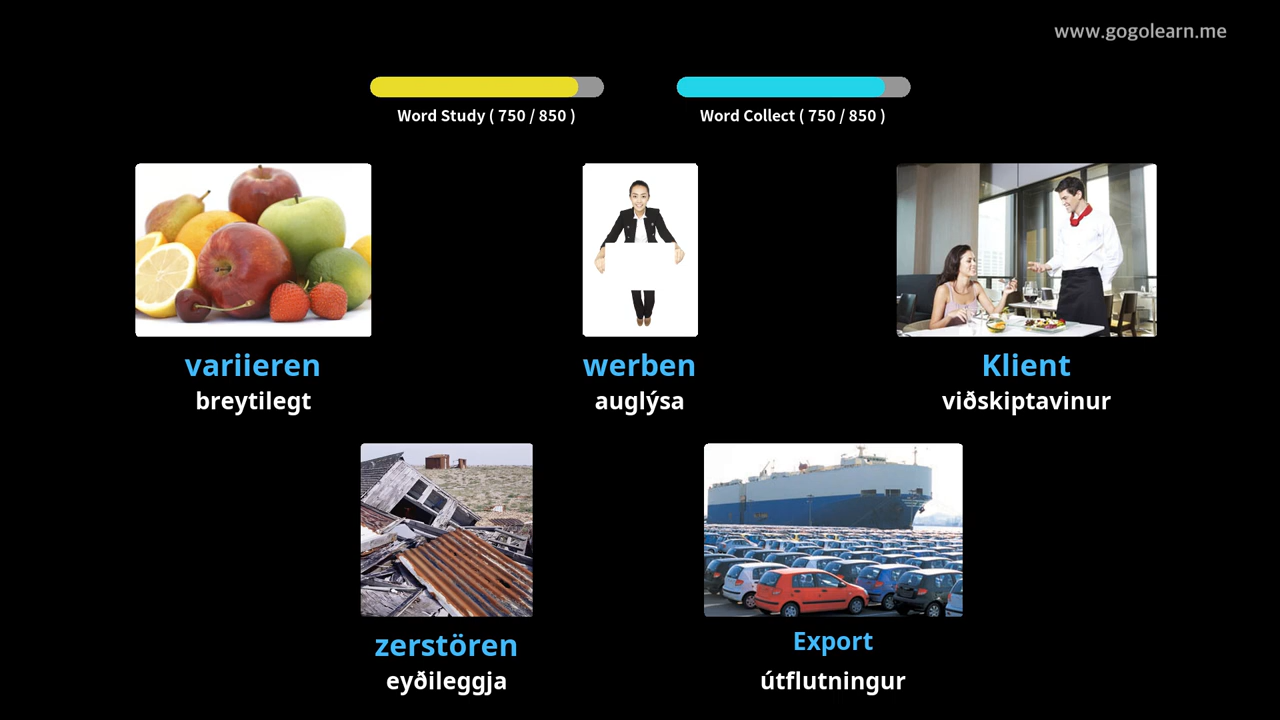 www.gogolearn.me
Word Study ( 750 / 850 )
Word Collect ( 750 / 850 )
variieren
breytilegt
werben
auglýsa
Klient
viðskiptavinur
zerstören
eyðileggja
Export
útflutningur